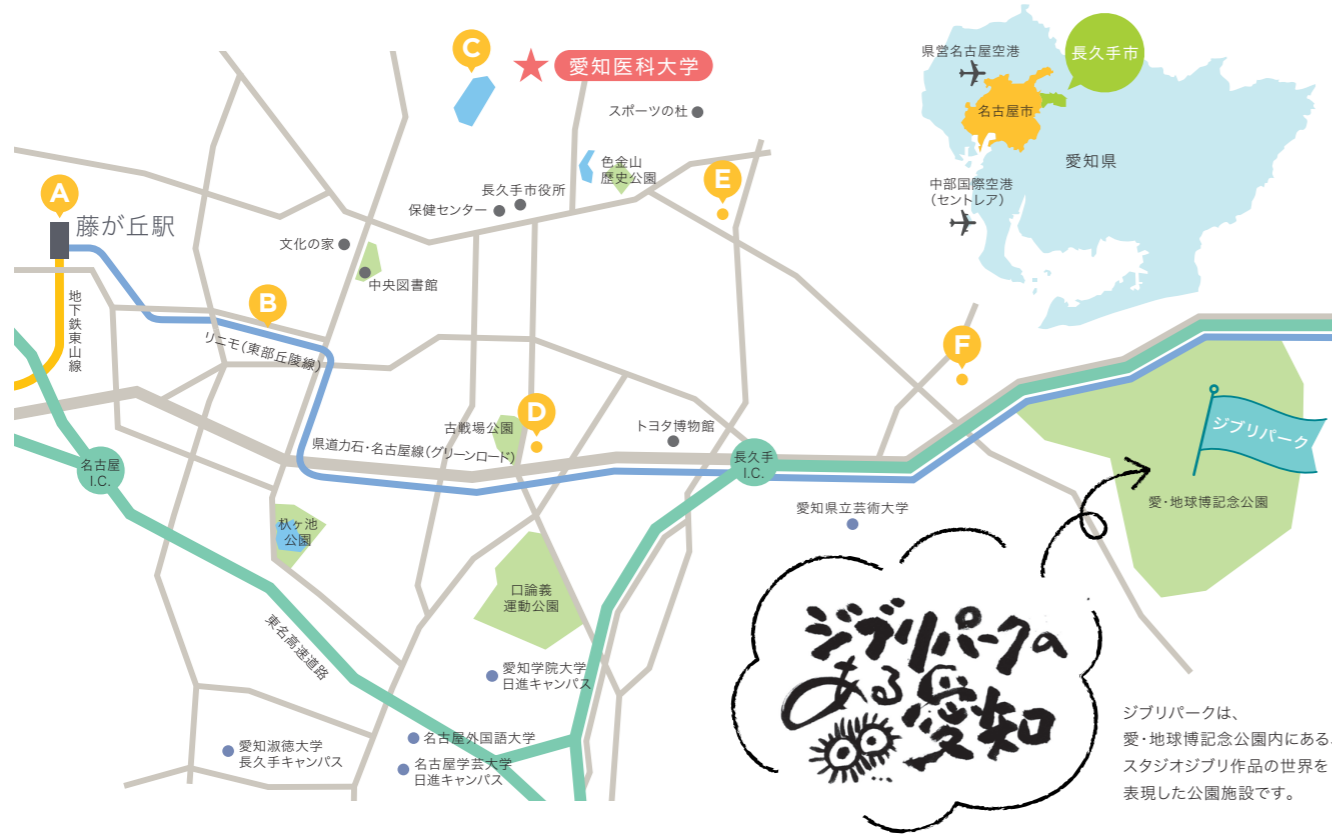 C
愛知医科大学
スポーツの杜
色金山
歴史公園
長久手市役所
保健センター
E
A
藤が丘駅
文化の家
中央図書館
地下鉄東山線
B
リニモ(東部丘陵線)
F
D
古戦場公園
トヨタ博物館
県道力石・名古屋線(グリーンロード)
名古屋
I.C.
長久手
I.C.
杁ヶ池
公園
愛知県立芸術大学
口論義
運動公園
東名高速道路
愛知学院大学
日進キャンパス
名古屋外国語大学
愛知淑徳大学
長久手キャンパス
名古屋学芸大学
日進キャンパス
県営名古屋空港
長久手市
名古屋市
愛知県
中部国際空港
(セントレア)
ジブリパーク
愛・地球博記念公園
ジブリパークの
ある愛知
ジブリパークは、
愛・地球博記念公園内にある、
スタジオジブリ作品の世界を
表現した公園施設です。